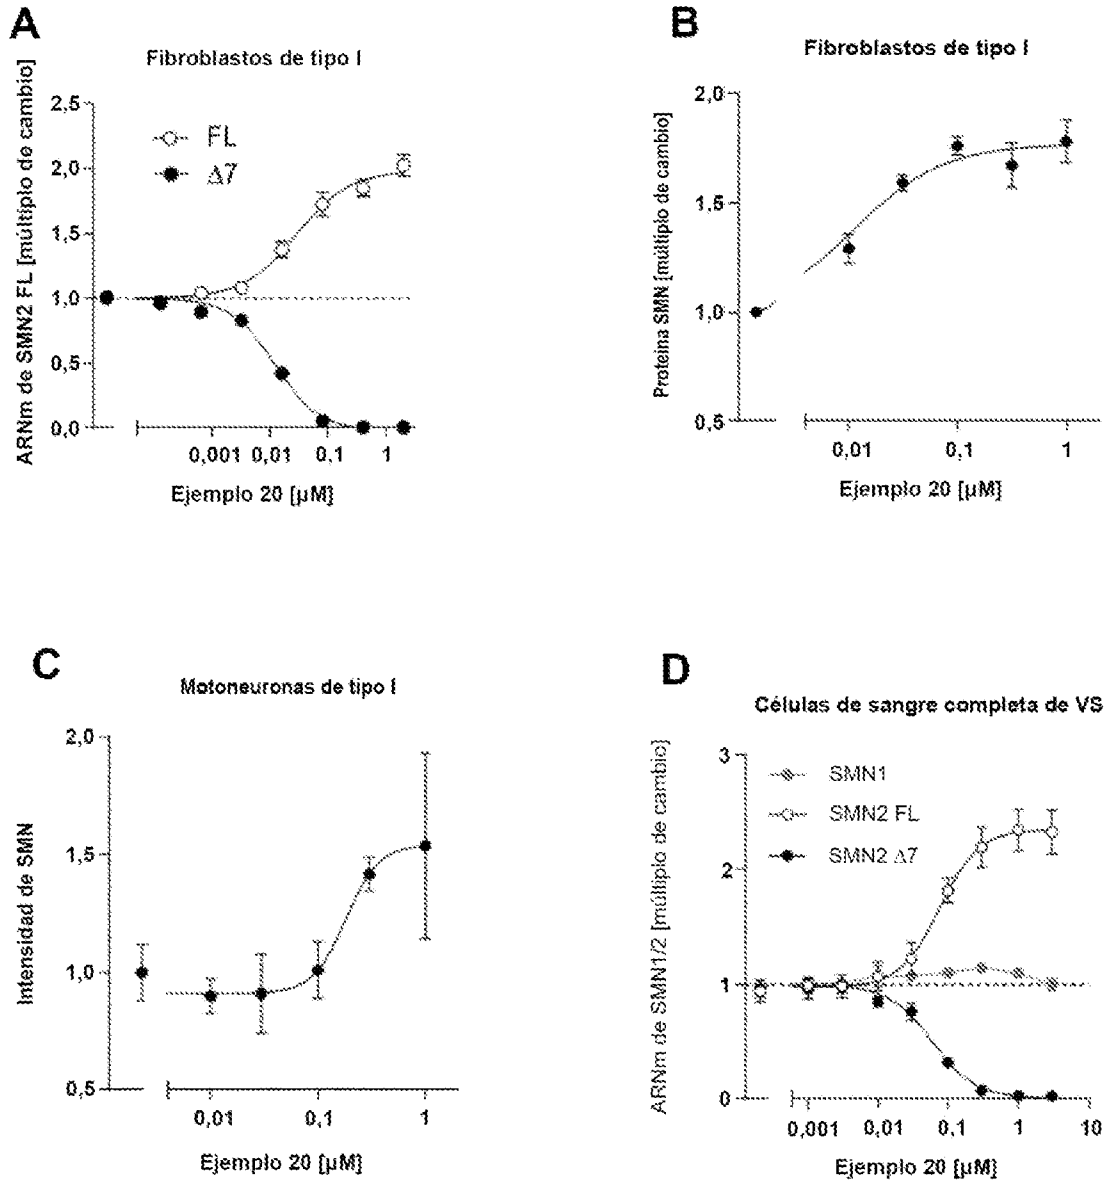 A
Fibroblastos de tipo I
ARNm de SMN2 FL [múltiplo de cambio]
2,5
2,0
1,5
1,0
0,5
0,0
FL
Δ7
0,001 0,01 0,1 1
Ejemplo 20 [µM]
B
Fibroblastos de tipo I
Proteína SMN [múltiplo de cambio]
2,0
1,5
1,0
0,5
0,01 0,1 1
Ejemplo 20 [µM]
C
Motoneuronas de tipo I
Intensidad de SMN
2,0
1,5
1,0
0,5
0,01 0,1 1
Ejemplo 20 [µM]
D
Células de sangre completa de VS
ARNm de SMN1/2 [múltiplo de cambio]
3
2
1
0
SMN1
SMN2 FL
SMN2 Δ7
0,001 0,01 0,1 1 10
Ejemplo 20 [µM]